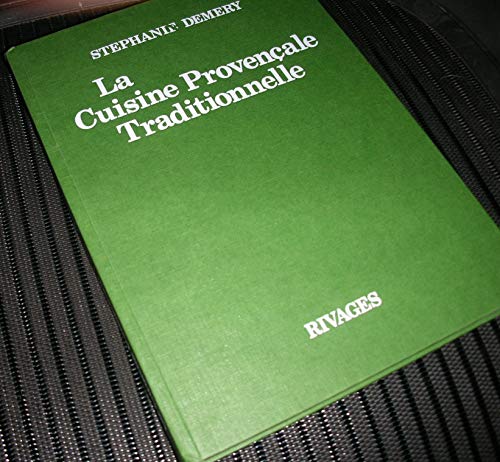 STEPHANIE DEMERY
La
Cuisine Provençale
Traditionnelle
RIVAGES